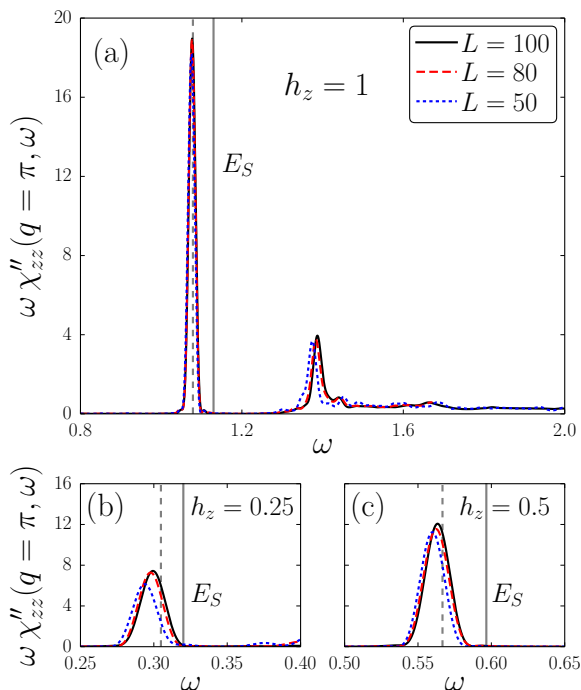 (a)
h_z = 1
L = 100
L = 80
L = 50
E_S
20
16
12
8
4
0
ω χ''_{zz}(q = π, ω)
0.8 1.2 1.6 2.0
ω
(b)
h_z = 0.25
E_S
16
12
8
4
0
ω χ''_{zz}(q = π, ω)
0.25 0.30 0.35 0.40
ω
(c)
h_z = 0.5
E_S
0.50 0.55 0.60 0.65
ω